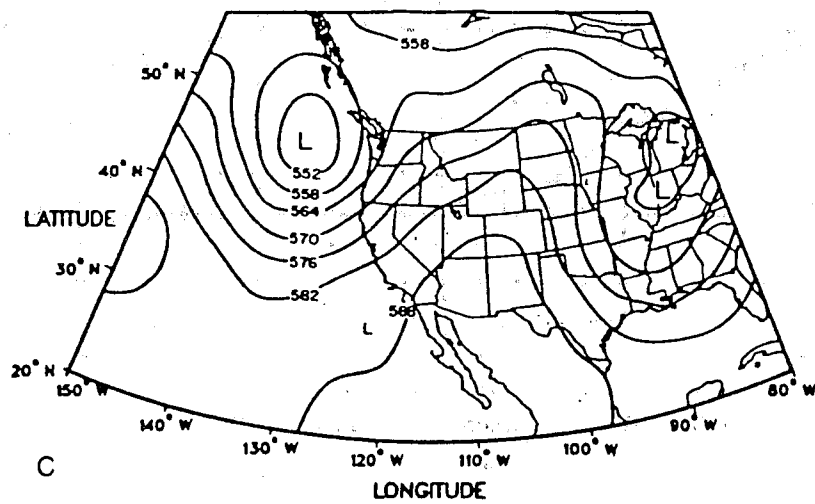 558
50° N
L
L
552
40° N
558
L
564
LATITUDE
570
576
30° N
582
588
L
20° N
150° W
80° W
140° W
90° W
130° W
100° W
120° W
110° W
C
LONGITUDE